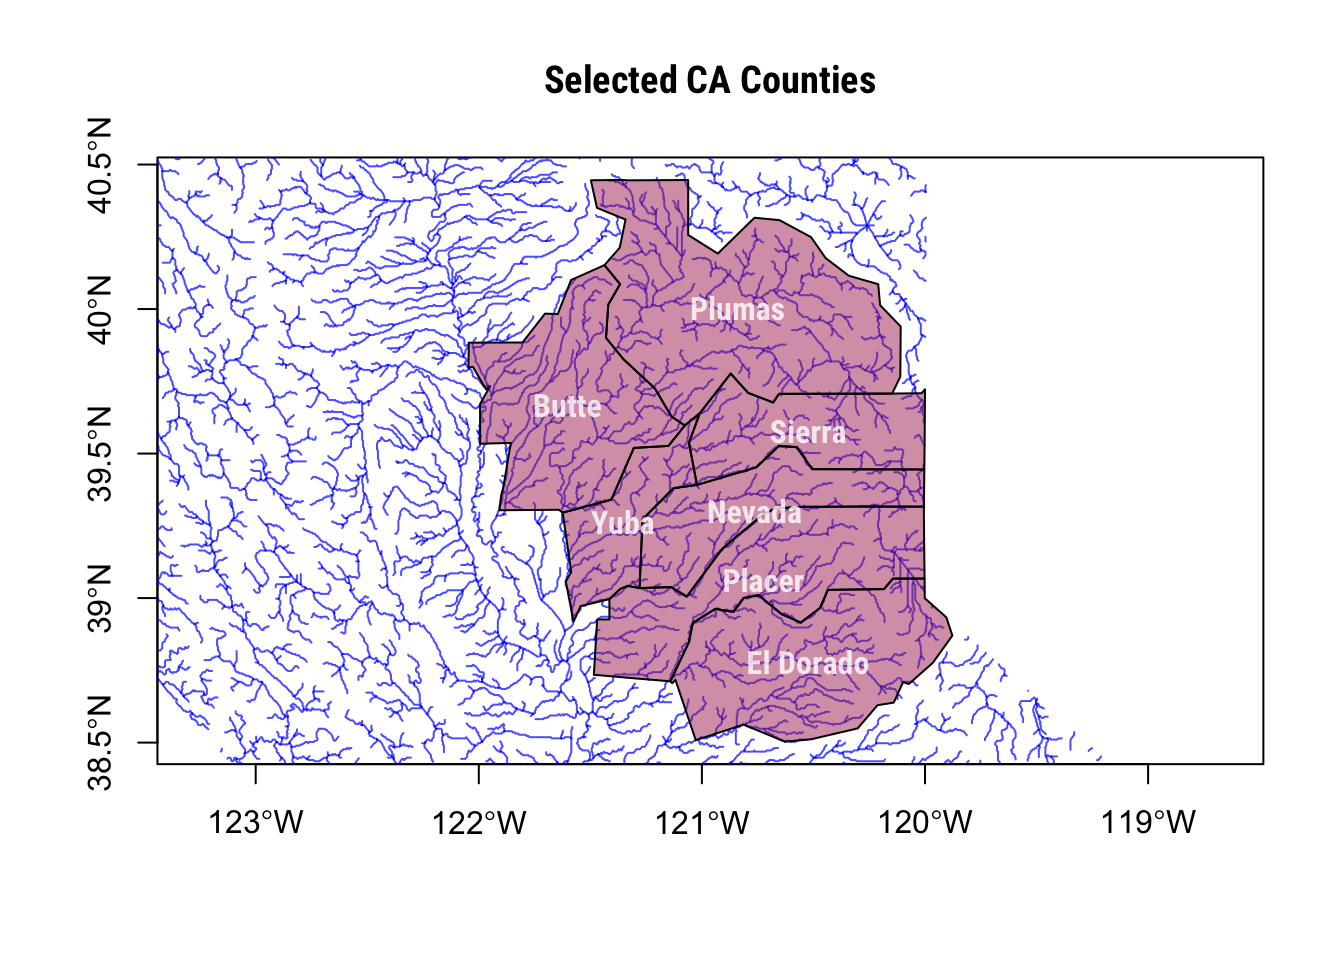 Selected CA Counties
40.5°N
40°N
39.5°N
39°N
38.5°N
Plumas
Butte
Sierra
Nevada
Yuba
Placer
El Dorado
123°W
122°W
121°W
120°W
119°W